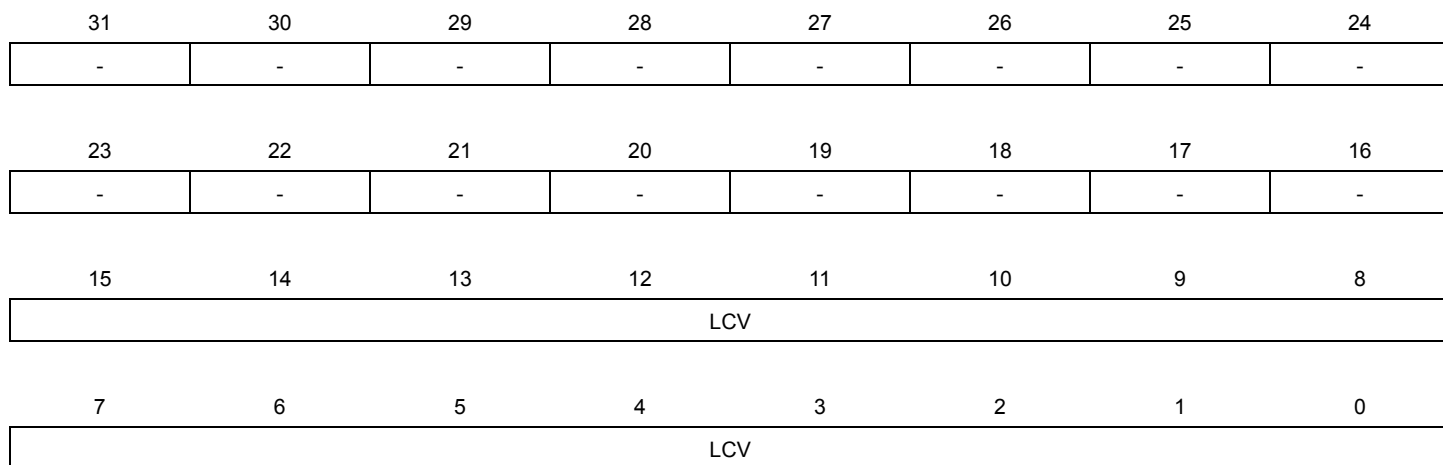 31 30 29 28 27 26 25 24
- - - - - - - -
23 22 21 20 19 18 17 16
- - - - - - - -
15 14 13 12 11 10 9 8
LCV
7 6 5 4 3 2 1 0
LCV